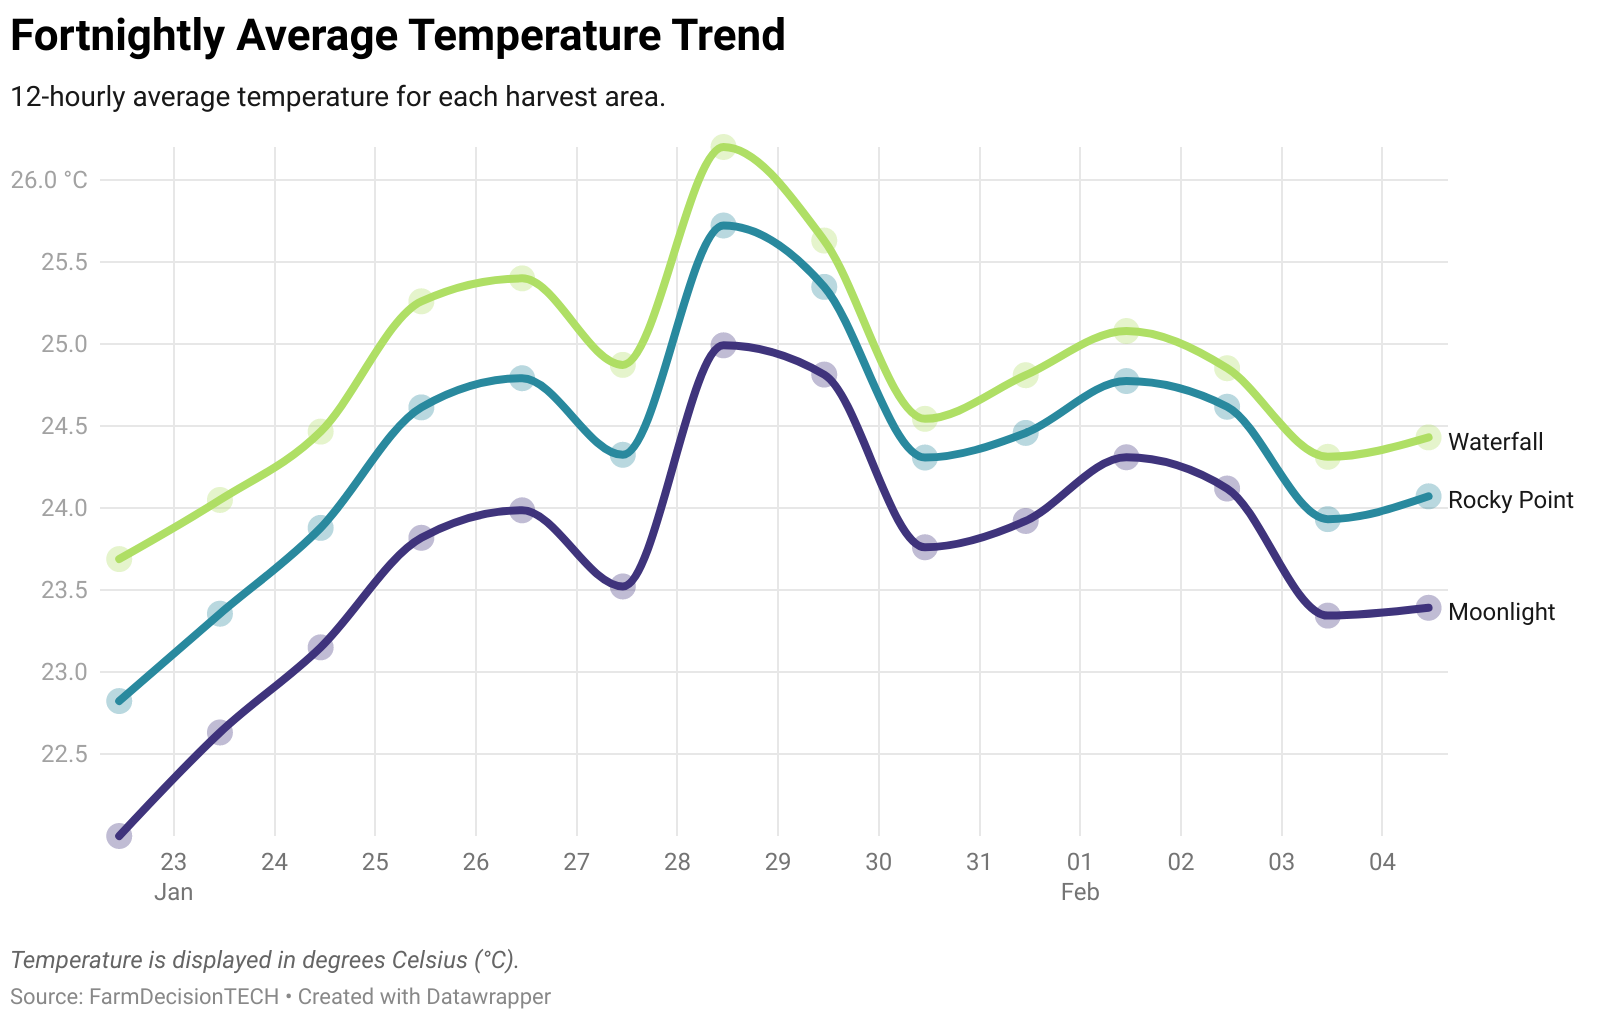 Fortnightly Average Temperature Trend
12-hourly average temperature for each harvest area.
26.0 °C
25.5
25.0
24.5
24.0
23.5
23.0
22.5
Waterfall
Rocky Point
Moonlight
23 24 25 26 27 28 29 30 31 01 02 03 04
Jan Feb
Temperature is displayed in degrees Celsius (°C).
Source: FarmDecisionTECH • Created with Datawrapper